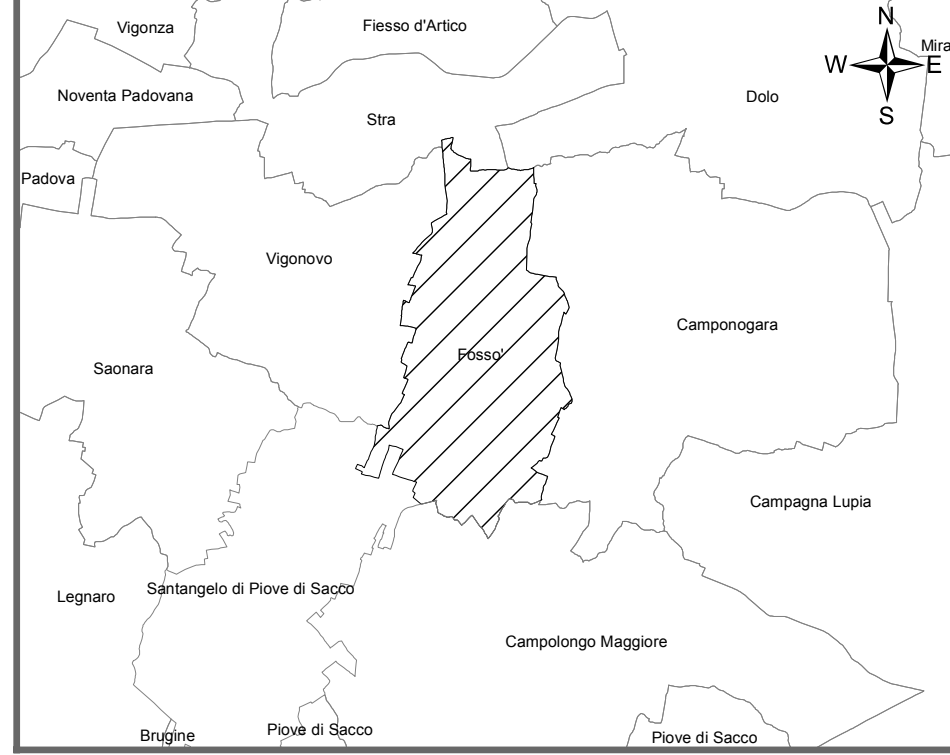 N
Vigonza
Fiesso d'Artico
Mira
W
E
Noventa Padovana
Dolo
S
Stra
Padova
Vigonovo
Camponogara
Fosso'
Saonara
Campagna Lupia
Santangelo di Piove di Sacco
Legnaro
Campolongo Maggiore
Piove di Sacco
Brugine
Piove di Sacco